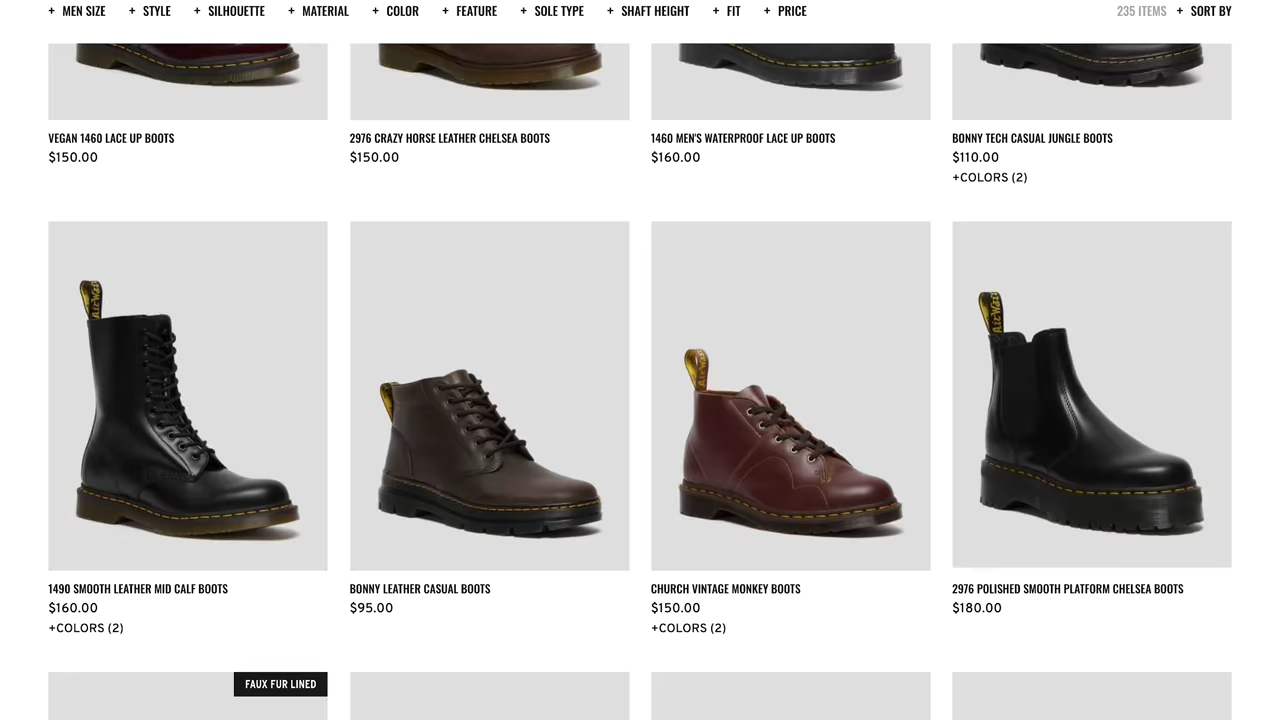 + MEN SIZE + STYLE + SILHOUETTE + MATERIAL + COLOR + FEATURE + SOLE TYPE + SHAFT HEIGHT + FIT + PRICE 235 ITEMS + SORT BY
VEGAN 1460 LACE UP BOOTS
$150.00
2976 CRAZY HORSE LEATHER CHELSEA BOOTS
$150.00
1460 MEN'S WATERPROOF LACE UP BOOTS
$160.00
BONNY TECH CASUAL JUNGLE BOOTS
$110.00
+COLORS (2)
AirWair
AirWair
AirWair
1490 SMOOTH LEATHER MID CALF BOOTS
$160.00
+COLORS (2)
BONNY LEATHER CASUAL BOOTS
$95.00
CHURCH VINTAGE MONKEY BOOTS
$150.00
+COLORS (2)
2976 POLISHED SMOOTH PLATFORM CHELSEA BOOTS
$180.00
FAUX FUR LINED